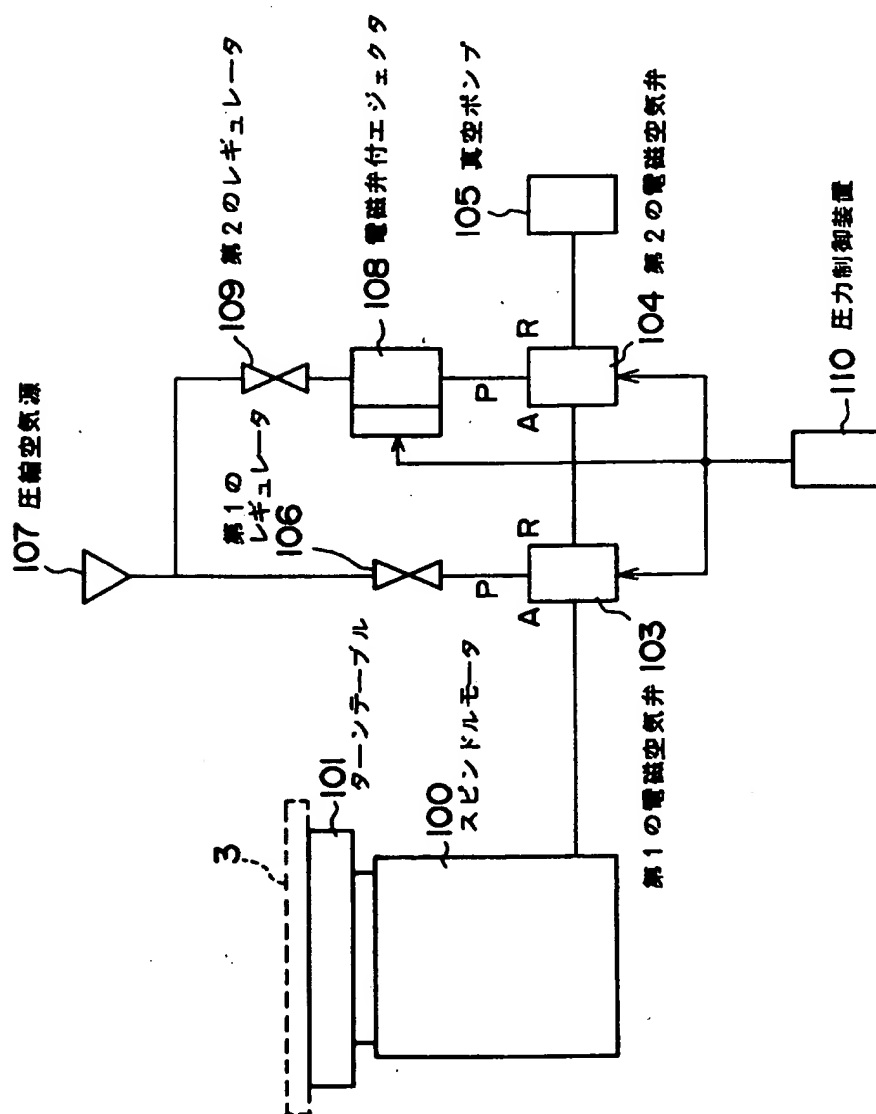 107 圧縮空気源
109 第2のレギュレータ
第1の
レギュレータ
106
108 電磁弁付エジェクタ
3
101
ターンテーブル
100
スピンドルモータ
P
A
R
P
A
R
105 真空ポンプ
第1の電磁空気弁 103
104 第2の電磁空気弁
110 圧力制御装置